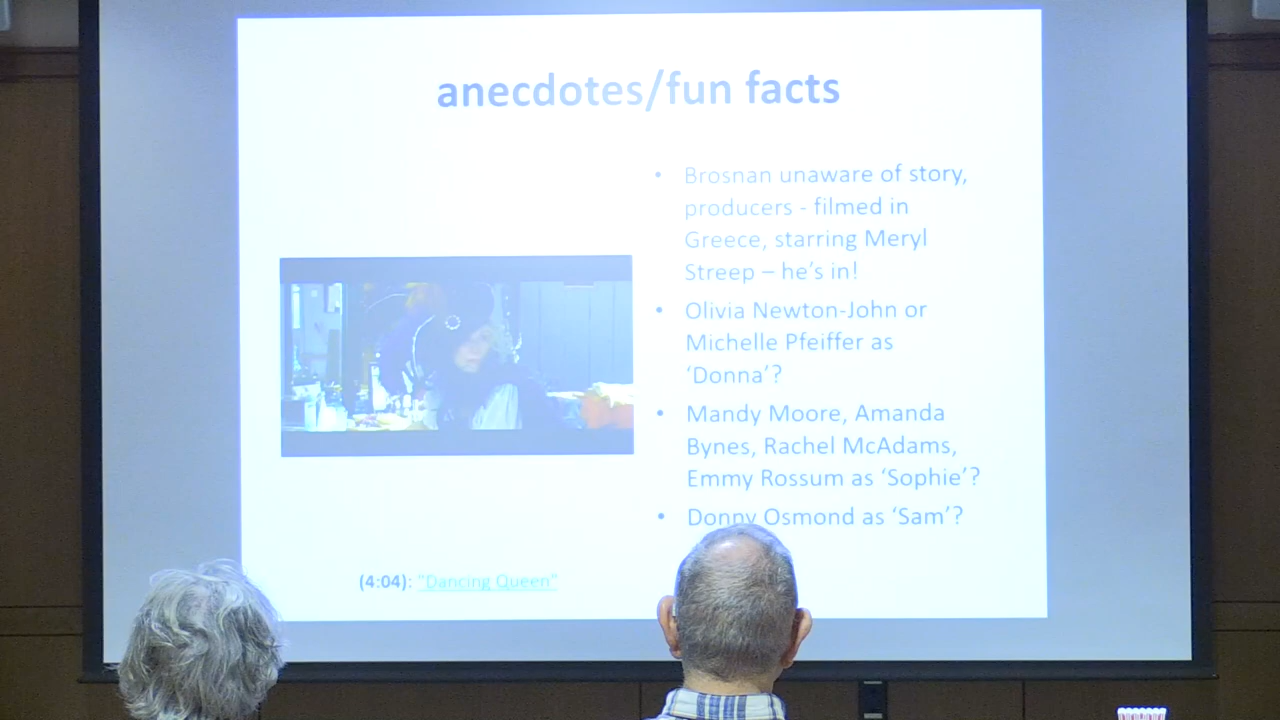 anecdotes/fun facts
• Brosnan unaware of story,
producers - filmed in
Greece, starring Meryl
Streep – he's in!
• Olivia Newton-John or
Michelle Pfeiffer as
'Donna'?
• Mandy Moore, Amanda
Bynes, Rachel McAdams,
Emmy Rossum as 'Sophie'?
• Donny Osmond as 'Sam'?
(4:04): "Dancing Queen"